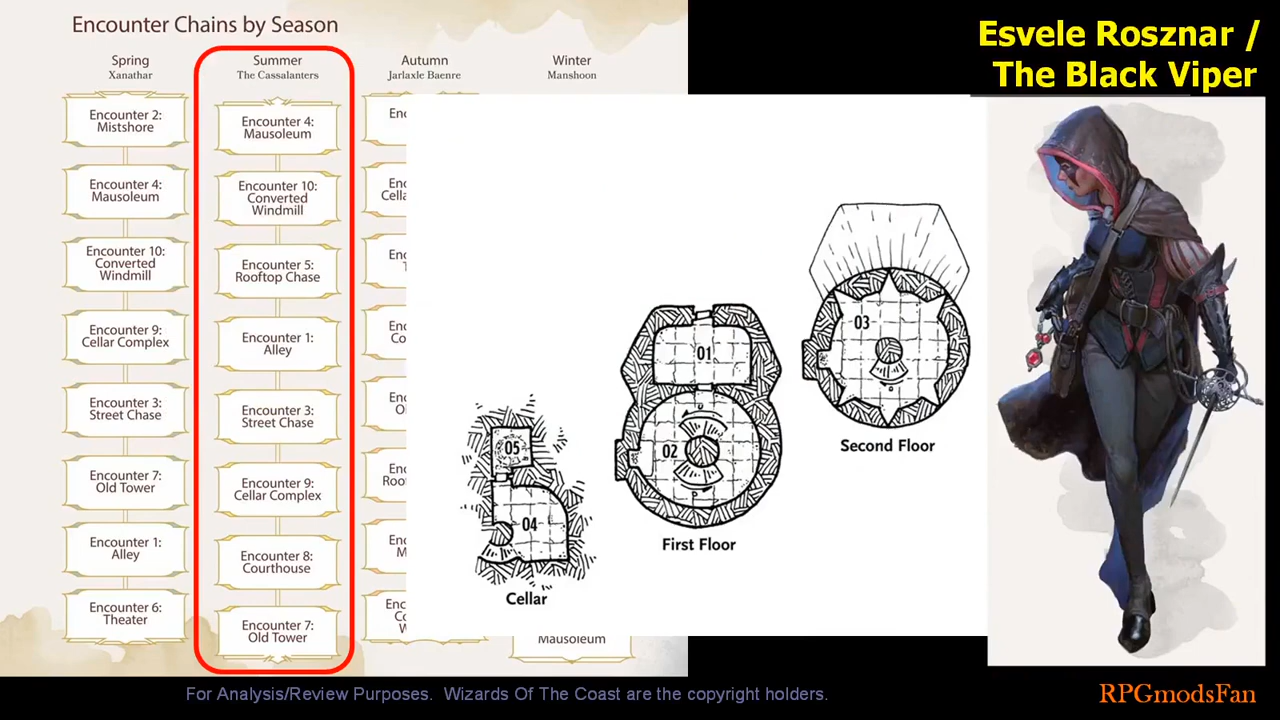 Encounter Chains by Season
Esvele Rosznar /
The Black Viper
Spring
Xanathar
Encounter 2:
Mistshore
Encounter 4:
Mausoleum
Encounter 10:
Converted
Windmill
Encounter 9:
Cellar Complex
Encounter 3:
Street Chase
Encounter 7:
Old Tower
Encounter 1:
Alley
Encounter 6:
Theater
Summer
The Cassalanters
Encounter 4:
Mausoleum
Encounter 10:
Converted
Windmill
Encounter 5:
Rooftop Chase
Encounter 1:
Alley
Encounter 3:
Street Chase
Encounter 9:
Cellar Complex
Encounter 8:
Courthouse
Encounter 7:
Old Tower
Autumn
Jarlaxle Baenre
Winter
Manshoon
Mausoleum
05
04
Cellar
01
02
First Floor
03
Second Floor
For Analysis/Review Purposes. Wizards Of The Coast are the copyright holders.
RPGmodsFan